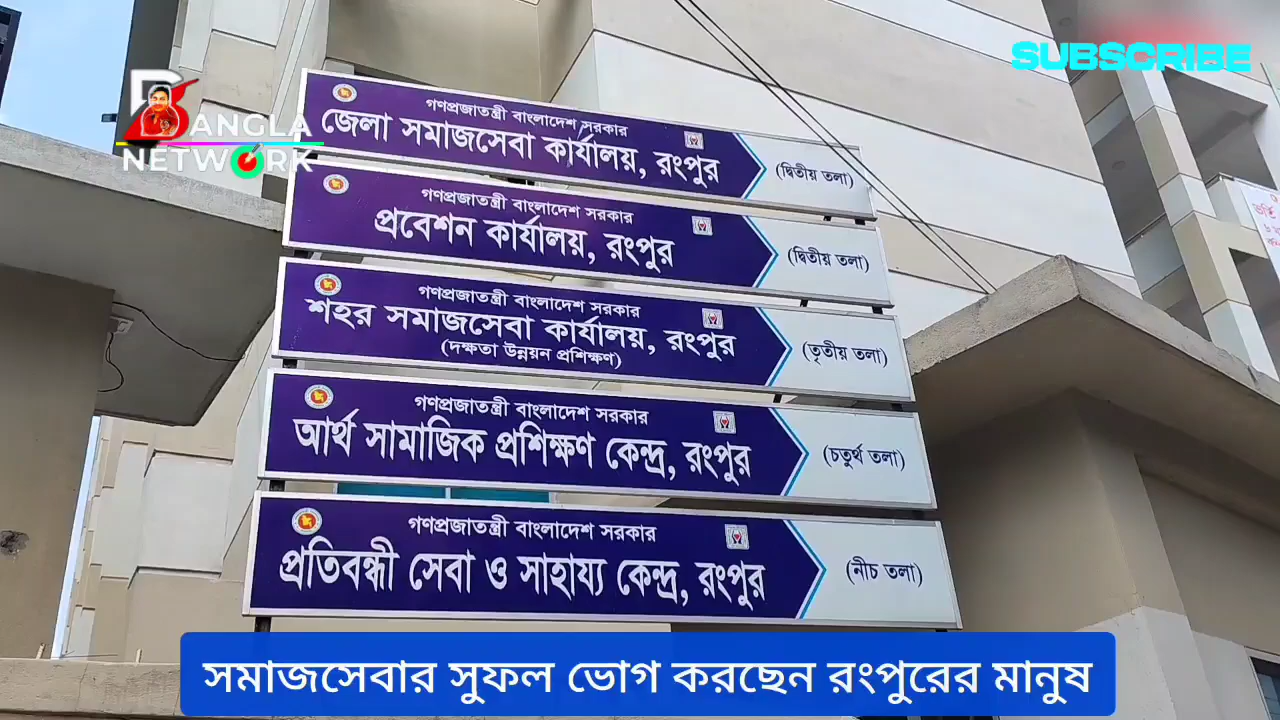 SUBSCRIBE
BANGLA
NETWORK
গণপ্রজাতন্ত্রী বাংলাদেশ সরকার
জেলা সমাজসেবা কার্যালয়, রংপুর
(দ্বিতীয় তলা)
গণপ্রজাতন্ত্রী বাংলাদেশ সরকার
প্রবেশন কার্যালয়, রংপুর
(দ্বিতীয় তলা)
গণপ্রজাতন্ত্রী বাংলাদেশ সরকার
শহর সমাজসেবা কার্যালয়, রংপুর
(দক্ষতা উন্নয়ন প্রশিক্ষণ)
(তৃতীয় তলা)
গণপ্রজাতন্ত্রী বাংলাদেশ সরকার
আর্থ সামাজিক প্রশিক্ষণ কেন্দ্র, রংপুর
(চতুর্থ তলা)
গণপ্রজাতন্ত্রী বাংলাদেশ সরকার
প্রতিবন্ধী সেবা ও সাহায্য কেন্দ্র, রংপুর
(নীচ তলা)
সমাজসেবার সুফল ভোগ করছেন রংপুরের মানুষ